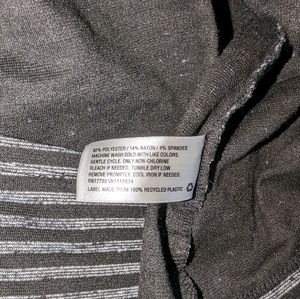 82% POLYESTER / 14% RAYON / 4% SPANDEX
MACHINE WASH COLD WITH LIKE COLORS.
GENTLE CYCLE. ONLY NON-CHLORINE
BLEACH IF NEEDED. TUMBLE DRY LOW.
REMOVE PROMPTLY. COOL IRON IF NEEDED.
RN17730
LABEL MADE FROM 100% RECYCLED PLASTIC